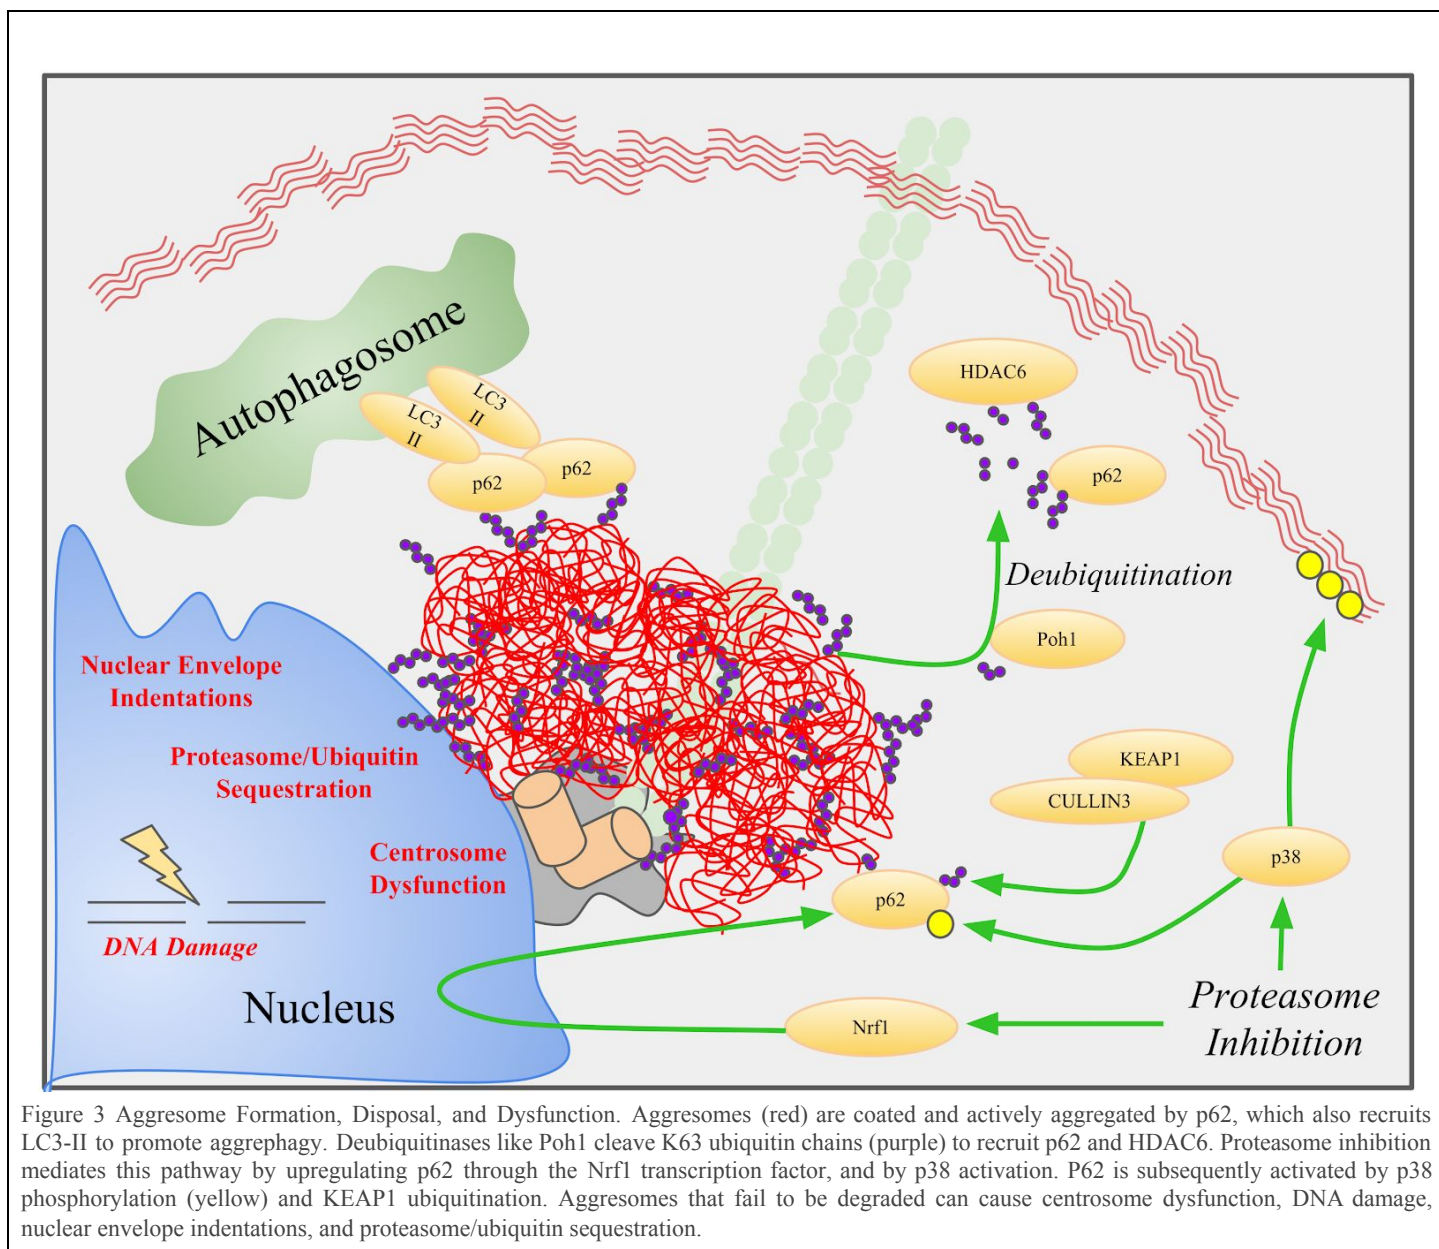 Autophagosome
LC3
II
LC3
II
p62
p62
HDAC6
p62
Deubiquitination
Poh1
Nuclear Envelope
Indentations
Proteasome/Ubiquitin
Sequestration
KEAP1
CULLIN3
Centrosome
Dysfunction
p38
p62
DNA Damage
Nucleus
Nrf1
Proteasome
Inhibition
Figure 3 Aggresome Formation, Disposal, and Dysfunction. Aggresomes (red) are coated and actively aggregated by p62, which also recruits
LC3-II to promote aggrephagy. Deubiquitinases like Poh1 cleave K63 ubiquitin chains (purple) to recruit p62 and HDAC6. Proteasome inhibition
mediates this pathway by upregulating p62 through the Nrf1 transcription factor, and by p38 activation. P62 is subsequently activated by p38
phosphorylation (yellow) and KEAP1 ubiquitination. Aggresomes that fail to be degraded can cause centrosome dysfunction, DNA damage,
nuclear envelope indentations, and proteasome/ubiquitin sequestration.